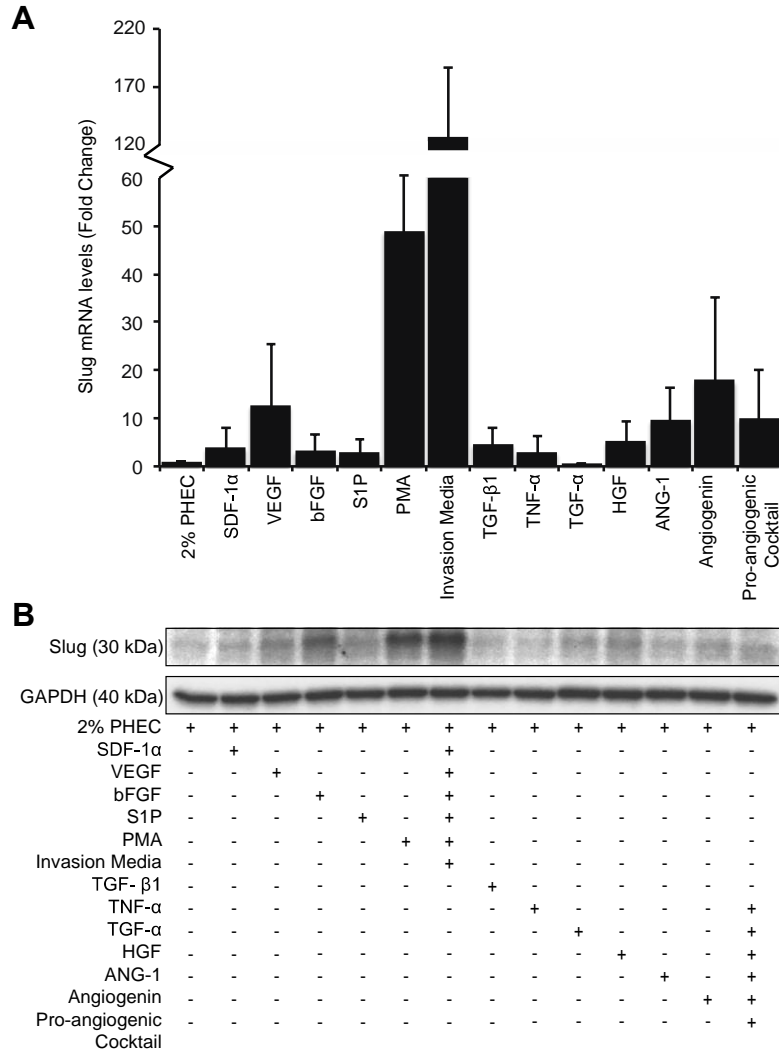 A
Slug mRNA levels (Fold Change)
220
170
120
60
50
40
30
20
10
0
2% PHEC
SDF-1α
VEGF
bFGF
S1P
PMA
Invasion Media
TGF-β1
TNF-α
TGF-α
HGF
ANG-1
Angiogenin
Pro-angiogenic
Cocktail
B
Slug (30 kDa)
GAPDH (40 kDa)
2% PHEC + + + + + + + + + + + + + +
SDF-1α - + - - - - + - - - - - - -
VEGF - - + - - - + - - - - - - -
bFGF - - - + - - + - - - - - - -
S1P - - - - + - + - - - - - - -
PMA - - - - - + + - - - - - - -
Invasion Media - - - - - - + - - - - - - -
TGF- β1 - - - - - - - + - - - - - -
TNF-α - - - - - - - - + - - - - +
TGF-α - - - - - - - - - + - - - +
HGF - - - - - - - - - - + - - +
ANG-1 - - - - - - - - - - - + - +
Angiogenin - - - - - - - - - - - - + +
Pro-angiogenic - - - - - - - - - - - - - +
Cocktail